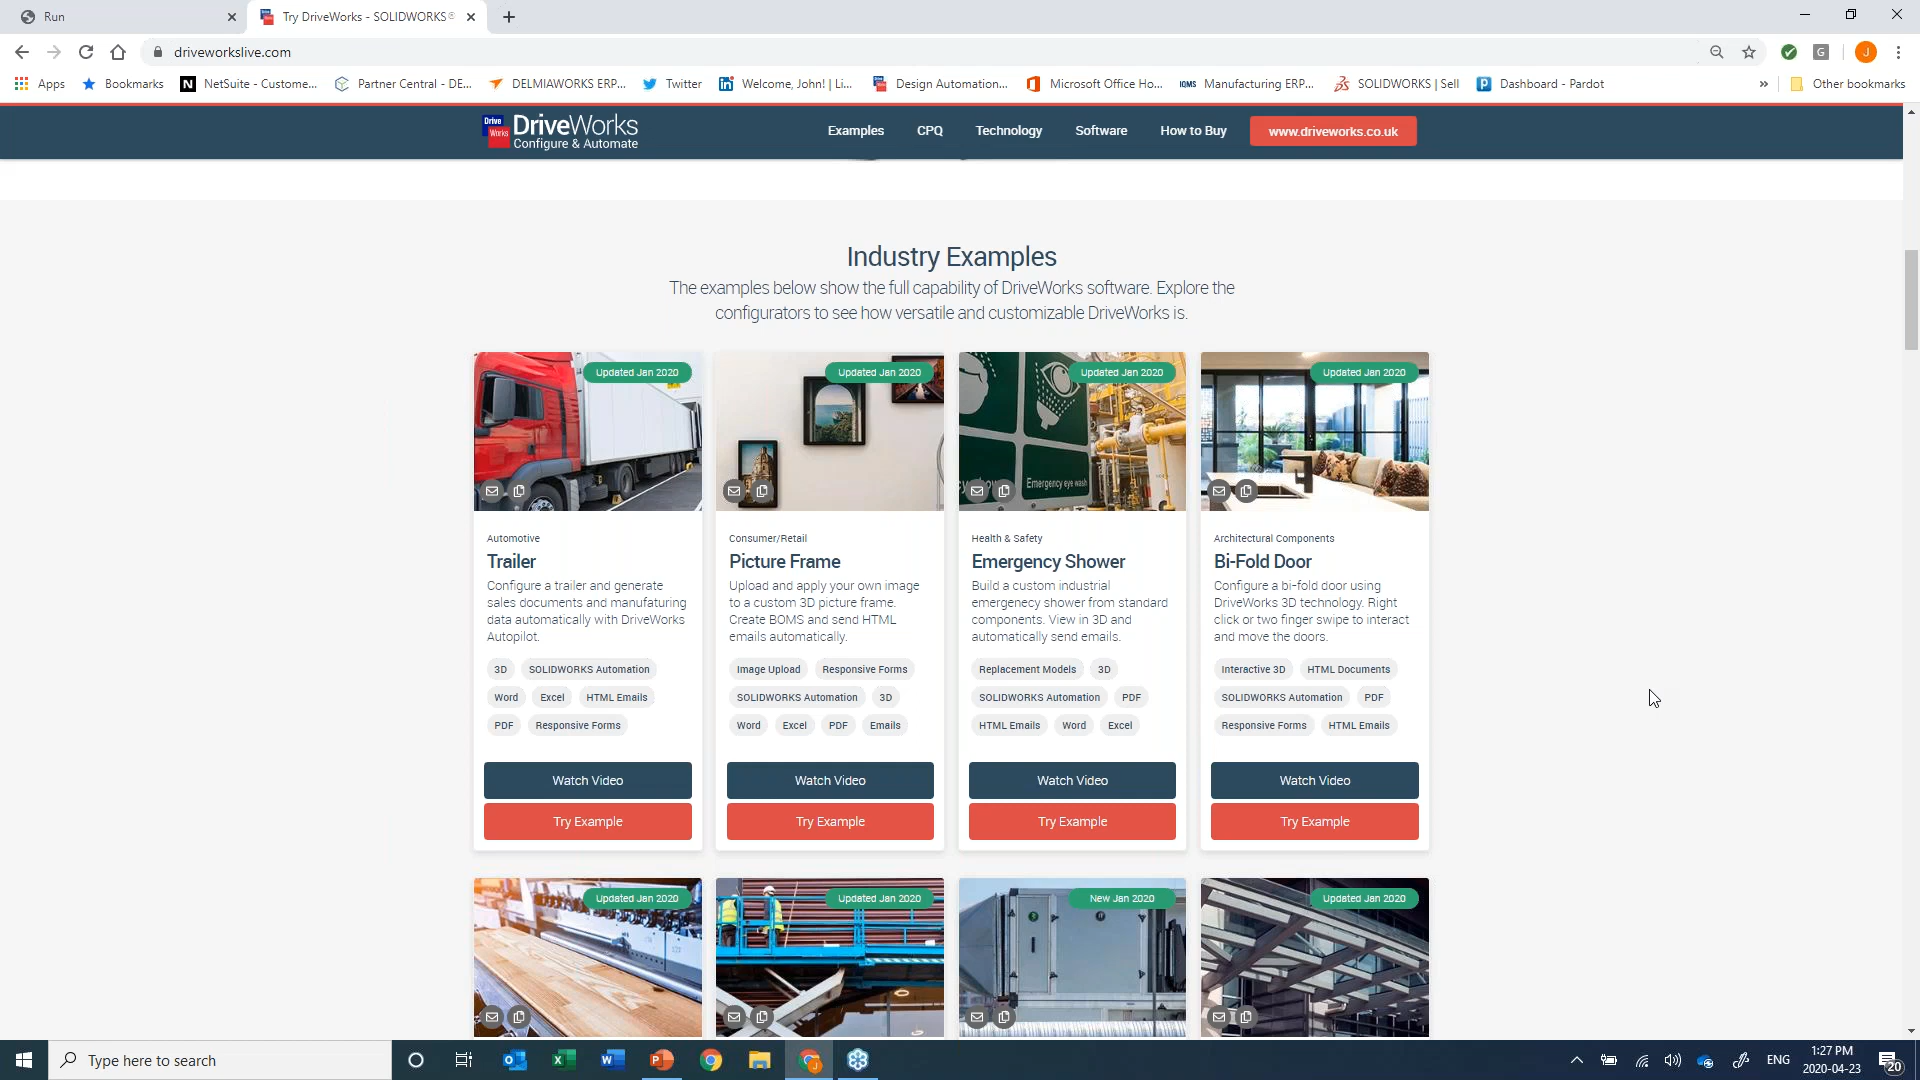 Run
Try DriveWorks - SOLIDWORKS®
driveworkslive.com
G
J
Apps
Bookmarks
NetSuite - Custome...
Partner Central - DE...
DELMIAWORKS ERP...
Twitter
Welcome, John! | Li...
Design Automation...
Microsoft Office Ho...
IQMS Manufacturing ERP...
SOLIDWORKS | Sell
Dashboard - Pardot
»
Other bookmarks
Drive Works
DriveWorks
Configure & Automate
Examples
CPQ
Technology
Software
How to Buy
www.driveworks.co.uk
Industry Examples
The examples below show the full capability of DriveWorks software. Explore the
configurators to see how versatile and customizable DriveWorks is.
Updated Jan 2020
Automotive
Trailer
Configure a trailer and generate
sales documents and manufaturing
data automatically with DriveWorks
Autopilot.
3D SOLIDWORKS Automation
Word Excel HTML Emails
PDF Responsive Forms
Watch Video
Try Example
Updated Jan 2020
Consumer/Retail
Picture Frame
Upload and apply your own image
to a custom 3D picture frame.
Create BOMS and send HTML
emails automatically.
Image Upload Responsive Forms
SOLIDWORKS Automation 3D
Word Excel PDF Emails
Watch Video
Try Example
Updated Jan 2020
Emergency eye wash
Health & Safety
Emergency Shower
Build a custom industrial
emergenecy shower from standard
components. View in 3D and
automatically send emails.
Replacement Models 3D
SOLIDWORKS Automation PDF
HTML Emails Word Excel
Watch Video
Try Example
Updated Jan 2020
Architectural Components
Bi-Fold Door
Configure a bi-fold door using
DriveWorks 3D technology. Right
click or two finger swipe to interact
and move the doors.
Interactive 3D HTML Documents
SOLIDWORKS Automation PDF
Responsive Forms HTML Emails
Watch Video
Try Example
Updated Jan 2020
Updated Jan 2020
New Jan 2020
Updated Jan 2020
Type here to search
ENG
1:27 PM
2020-04-23
20